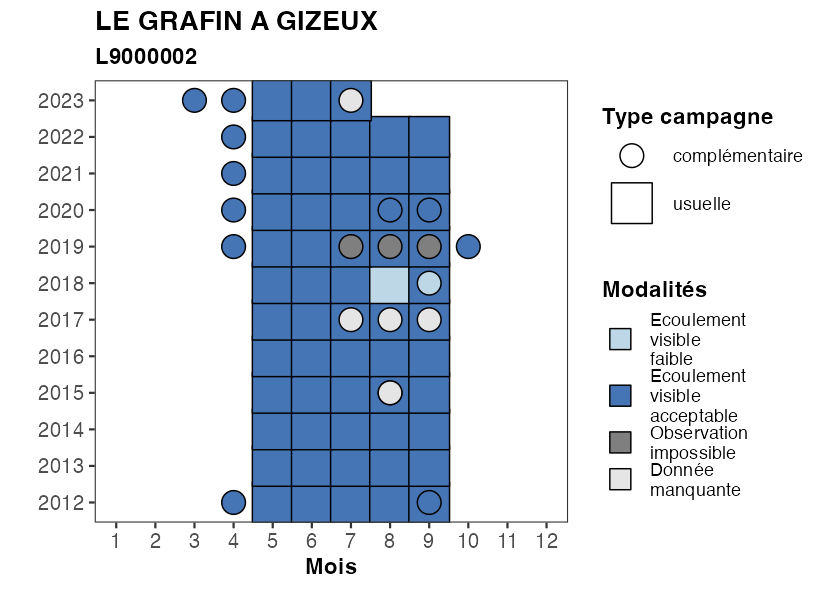 LE GRAFIN A GIZEUX
L9000002
2023
2022
2021
2020
2019
2018
2017
2016
2015
2014
2013
2012
1 2 3 4 5 6 7 8 9 10 11 12
Mois
Type campagne
complémentaire
usuelle
Modalités
Ecoulement
visible
faible
Ecoulement
visible
acceptable
Observation
impossible
Donnée
manquante